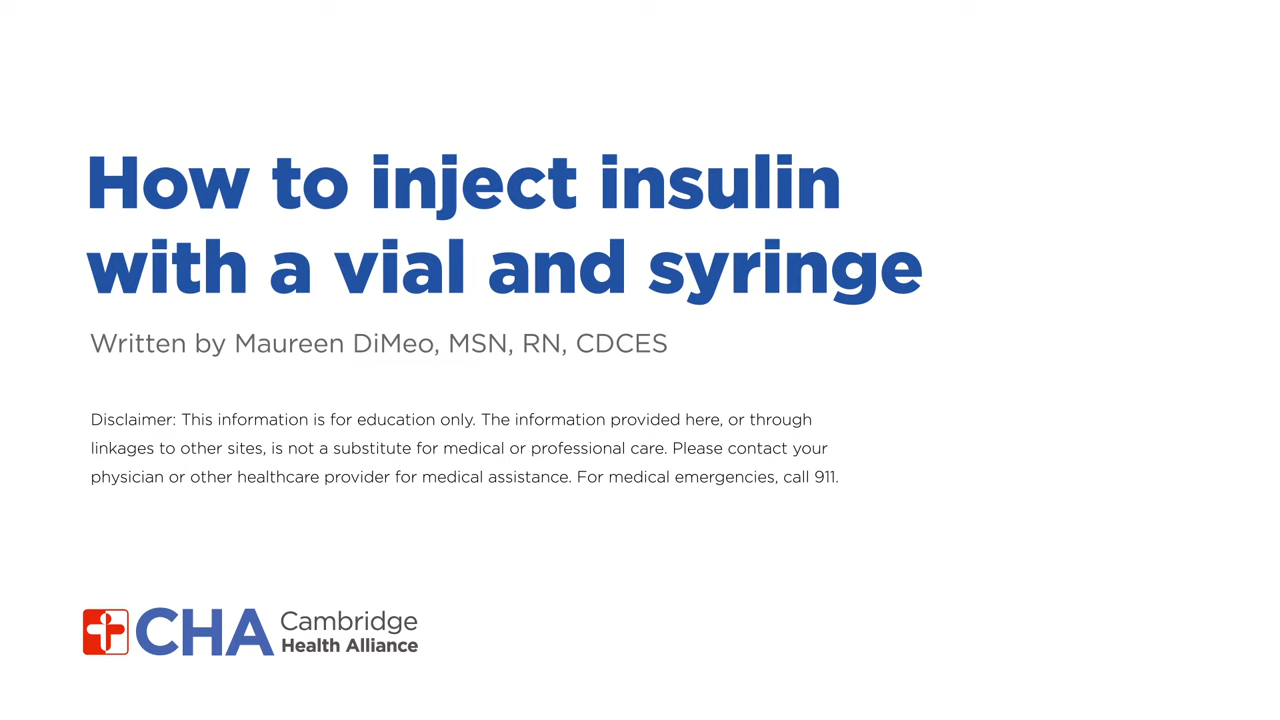 How to inject insulin
with a vial and syringe
Written by Maureen DiMeo, MSN, RN, CDCES
Disclaimer: This information is for education only. The information provided here, or through
linkages to other sites, is not a substitute for medical or professional care. Please contact your
physician or other healthcare provider for medical assistance. For medical emergencies, call 911.
CHA Cambridge
Health Alliance